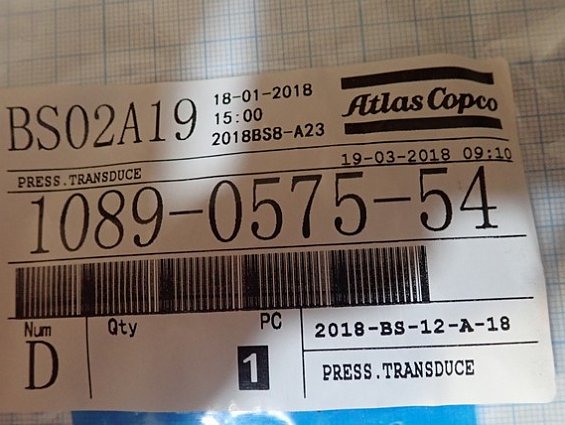 BS02A19
18-01-2018
15:00
2018BS8-A23
Atlas Copco
19-03-2018 09:10
PRESS.TRANSDUCE
1089-0575-54
Num
Qty
PC
D
1
2018-BS-12-A-18
PRESS.TRANSDUCE